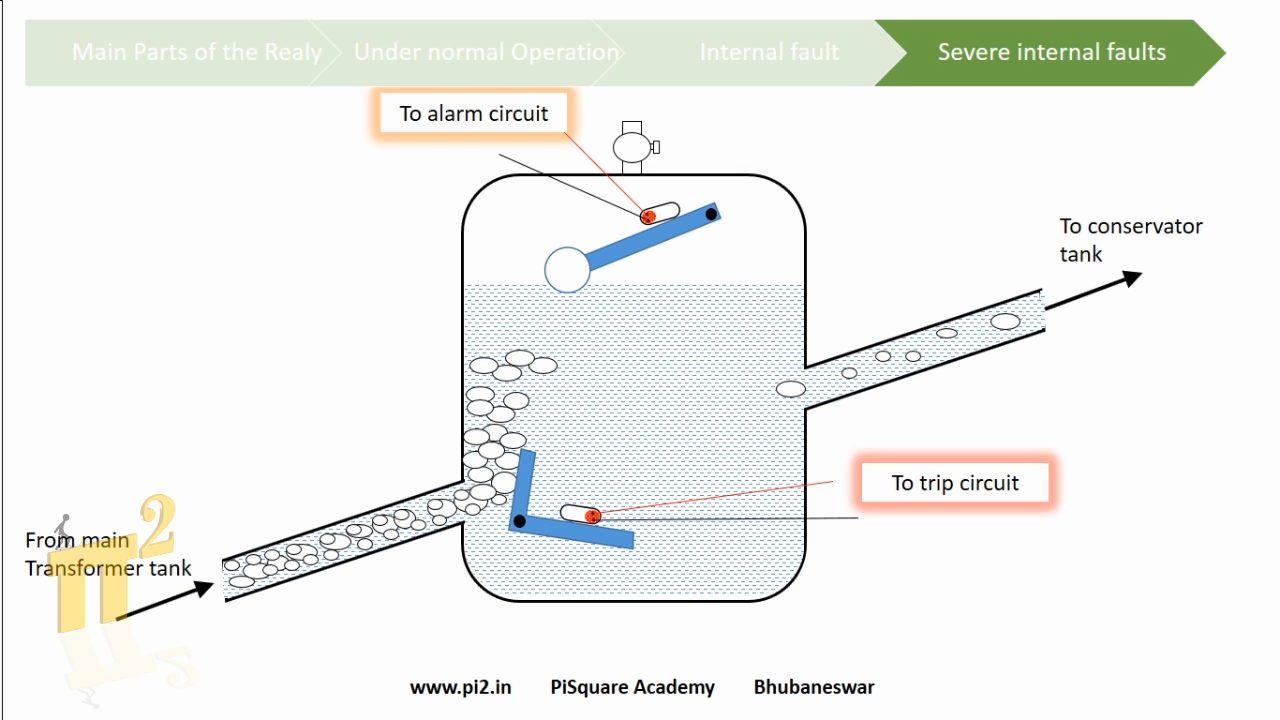 Main Parts of the Realy
Under normal Operation
Internal fault
Severe internal faults
To alarm circuit
To conservator
tank
To trip circuit
From main
Transformer tank
π2
www.pi2.in PiSquare Academy Bhubaneswar